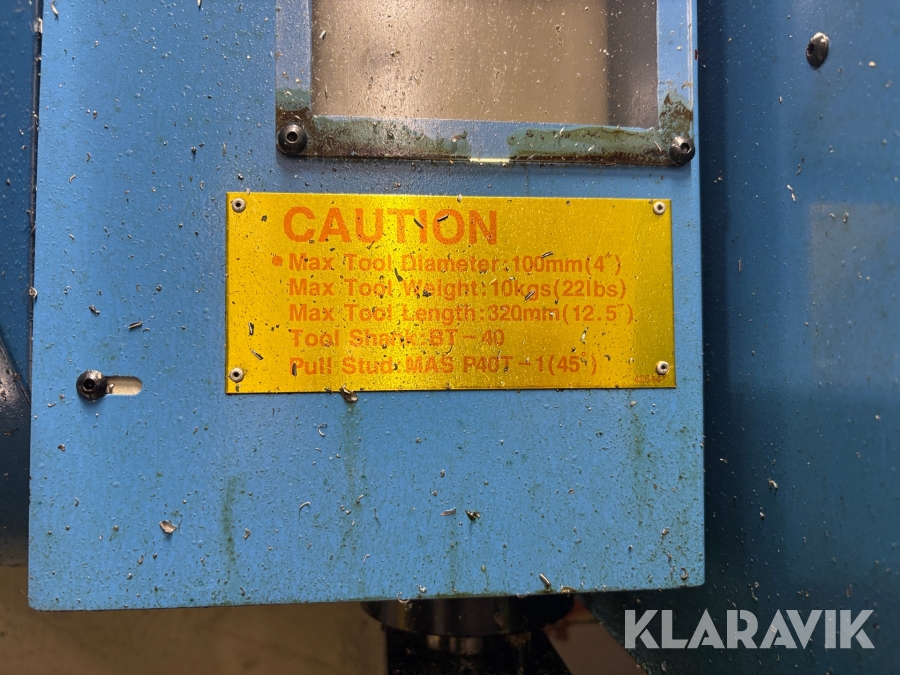 CAUTION
Max Tool Diameter:100mm(4″)
Max Tool Weight:10kgs(22lbs)
Max Tool Length:320mm(12.5″)
Tool Shank:BT-40
Pull Stud:MAS P40T-1(45°)
KLARAVIK